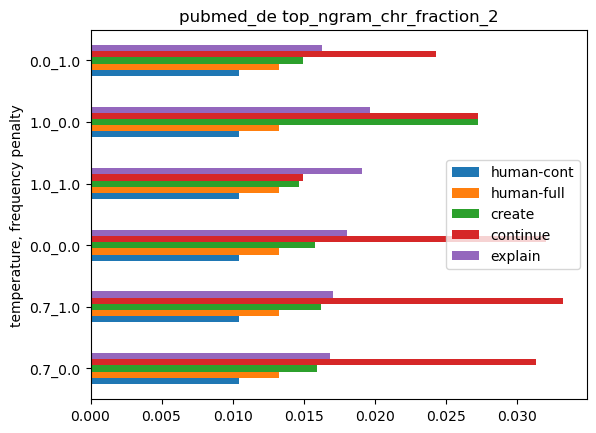 pubmed_de top_ngram_chr_fraction_2
temperature, frequency penalty
0.0_1.0
1.0_0.0
1.0_1.0
0.0_0.0
0.7_1.0
0.7_0.0
human-cont
human-full
create
continue
explain
0.000 0.005 0.010 0.015 0.020 0.025 0.030